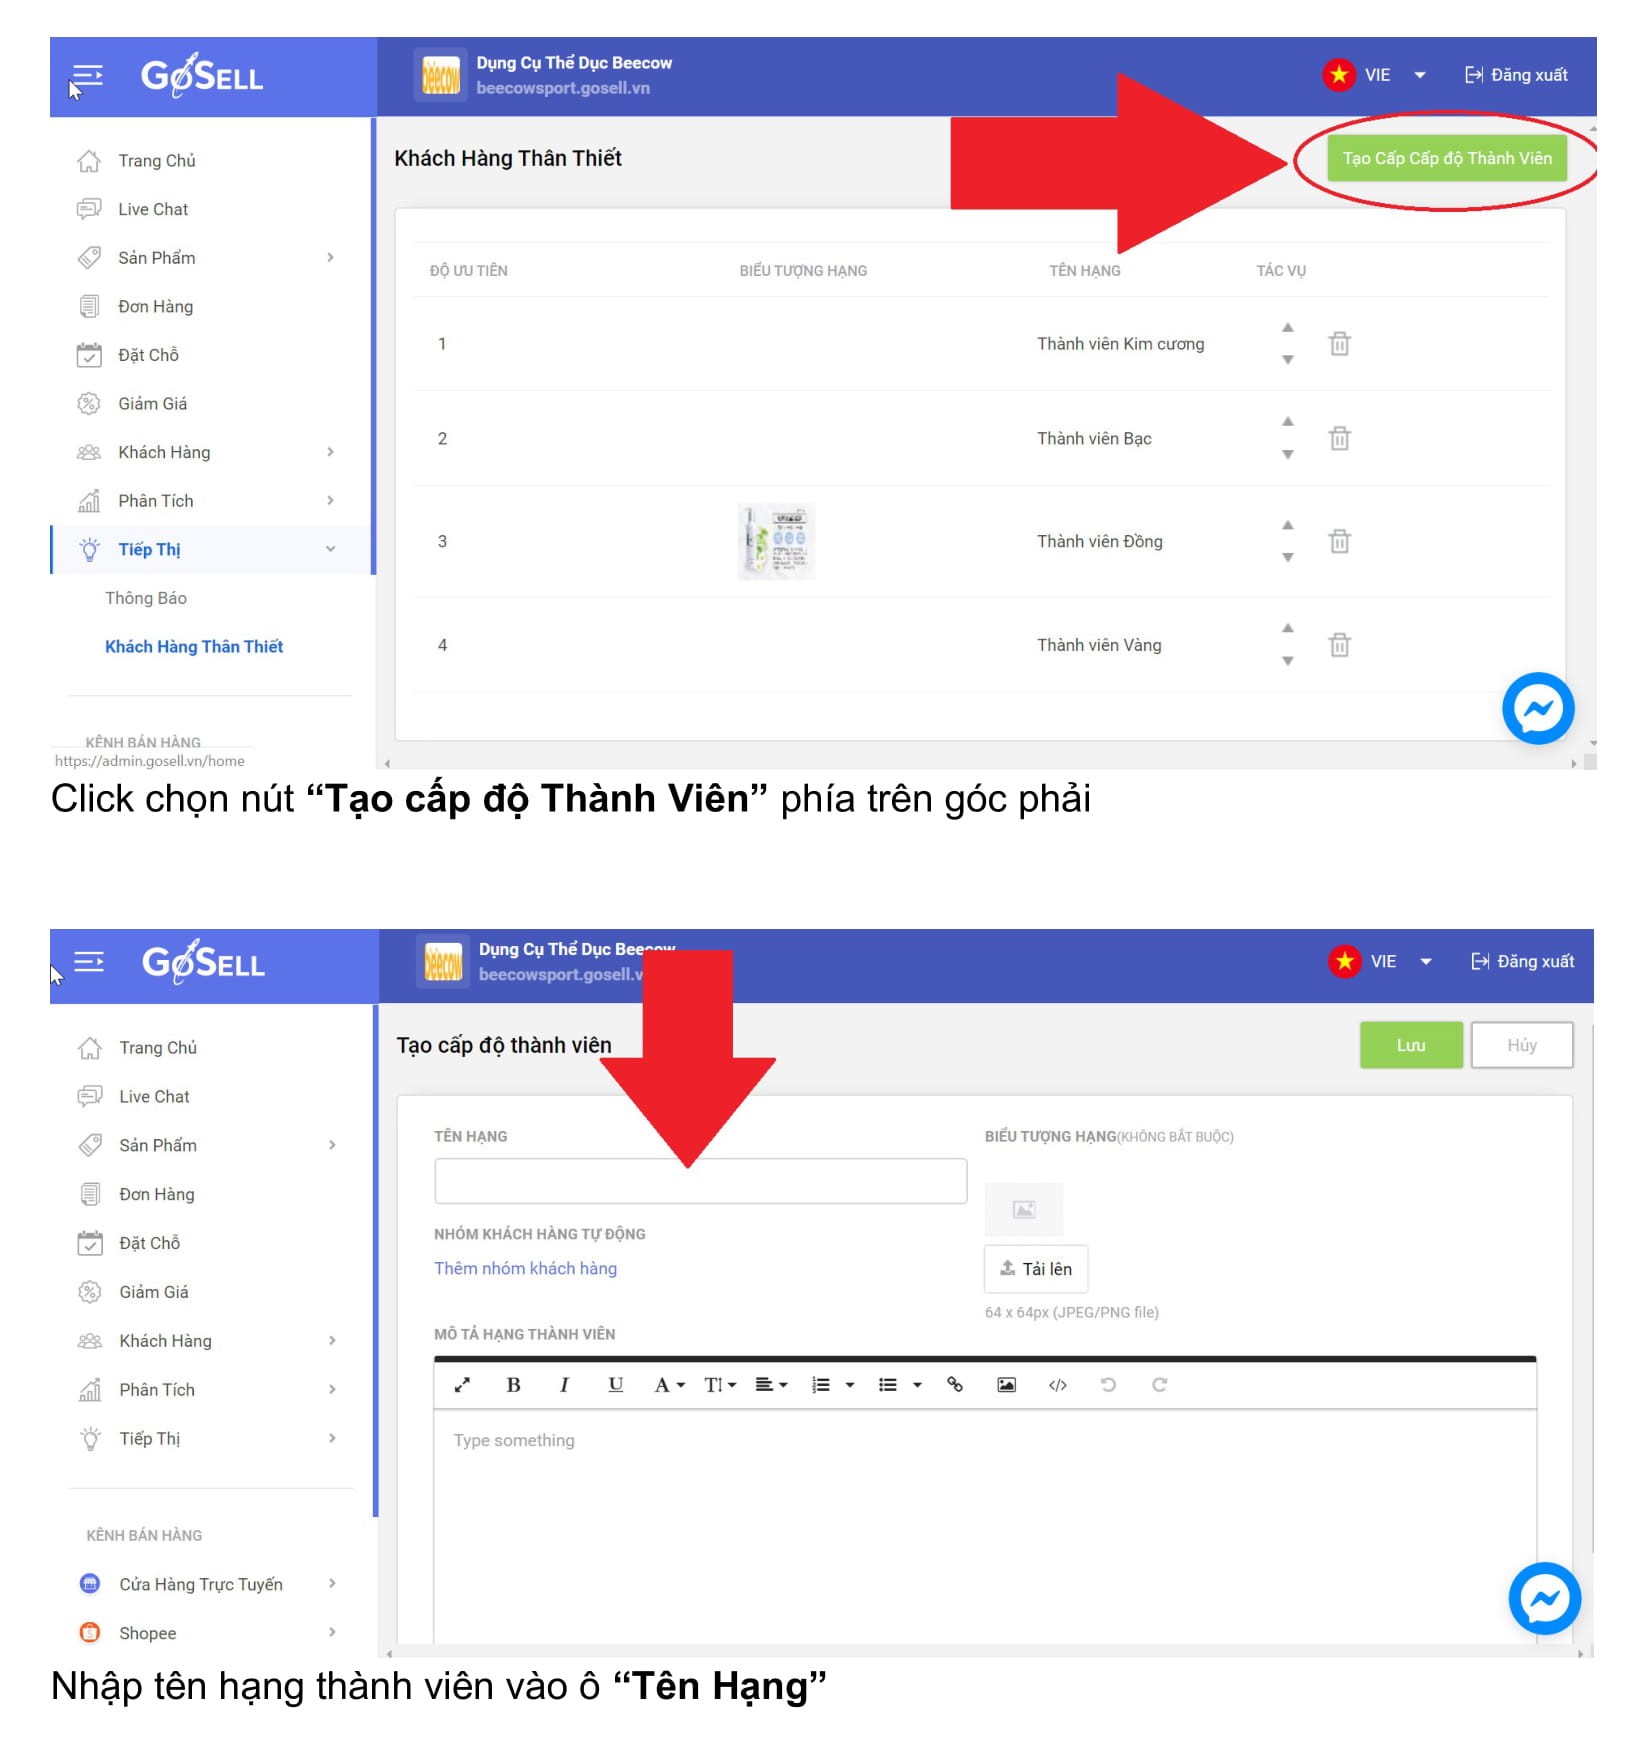 GoSELL
Dụng Cụ Thể Dục Beecow
beecowsport.gosell.vn
VIE
Đăng xuất
Trang Chủ
Live Chat
Sản Phẩm
Đơn Hàng
Đặt Chỗ
Giảm Giá
Khách Hàng
Phân Tích
Tiếp Thị
Thông Báo
Khách Hàng Thân Thiết
KÊNH BÁN HÀNG
https://admin.gosell.vn/home
Khách Hàng Thân Thiết
Tạo Cấp Cấp độ Thành Viên
ĐỘ ƯU TIÊN BIỂU TƯỢNG HẠNG TÊN HẠNG TÁC VỤ
1 Thành viên Kim cương
2 Thành viên Bạc
3 Thành viên Đồng
4 Thành viên Vàng
Click chọn nút “Tạo cấp độ Thành Viên” phía trên góc phải
GoSELL
Dụng Cụ Thể Dục Beecow
beecowsport.gosell.v
VIE
Đăng xuất
Trang Chủ
Live Chat
Sản Phẩm
Đơn Hàng
Đặt Chỗ
Giảm Giá
Khách Hàng
Phân Tích
Tiếp Thị
KÊNH BÁN HÀNG
Cửa Hàng Trực Tuyến
Shopee
Tạo cấp độ thành viên
Lưu
Hủy
TÊN HẠNG
NHÓM KHÁCH HÀNG TỰ ĐỘNG
Thêm nhóm khách hàng
BIỂU TƯỢNG HẠNG(KHÔNG BẮT BUỘC)
Tải lên
64 x 64px (JPEG/PNG file)
MÔ TẢ HẠNG THÀNH VIÊN
B I U A T
Type something
Nhập tên hạng thành viên vào ô “Tên Hạng”